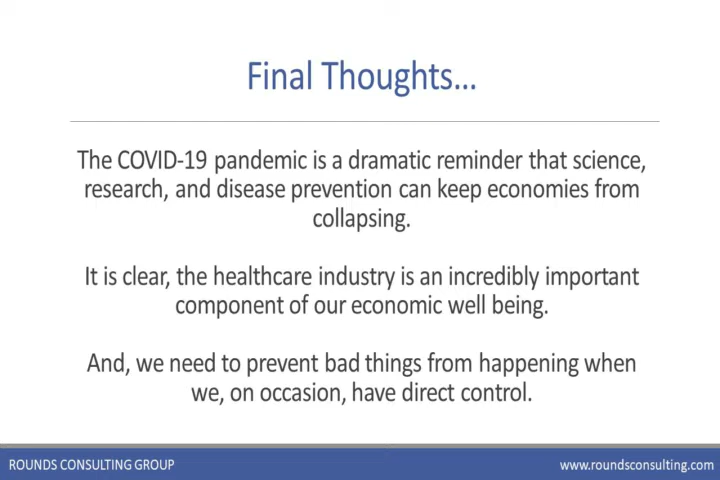 Final Thoughts...
The COVID-19 pandemic is a dramatic reminder that science,
research, and disease prevention can keep economies from
collapsing.
It is clear, the healthcare industry is an incredibly important
component of our economic well being.
And, we need to prevent bad things from happening when
we, on occasion, have direct control.
ROUNDS CONSULTING GROUP
www.roundsconsulting.com